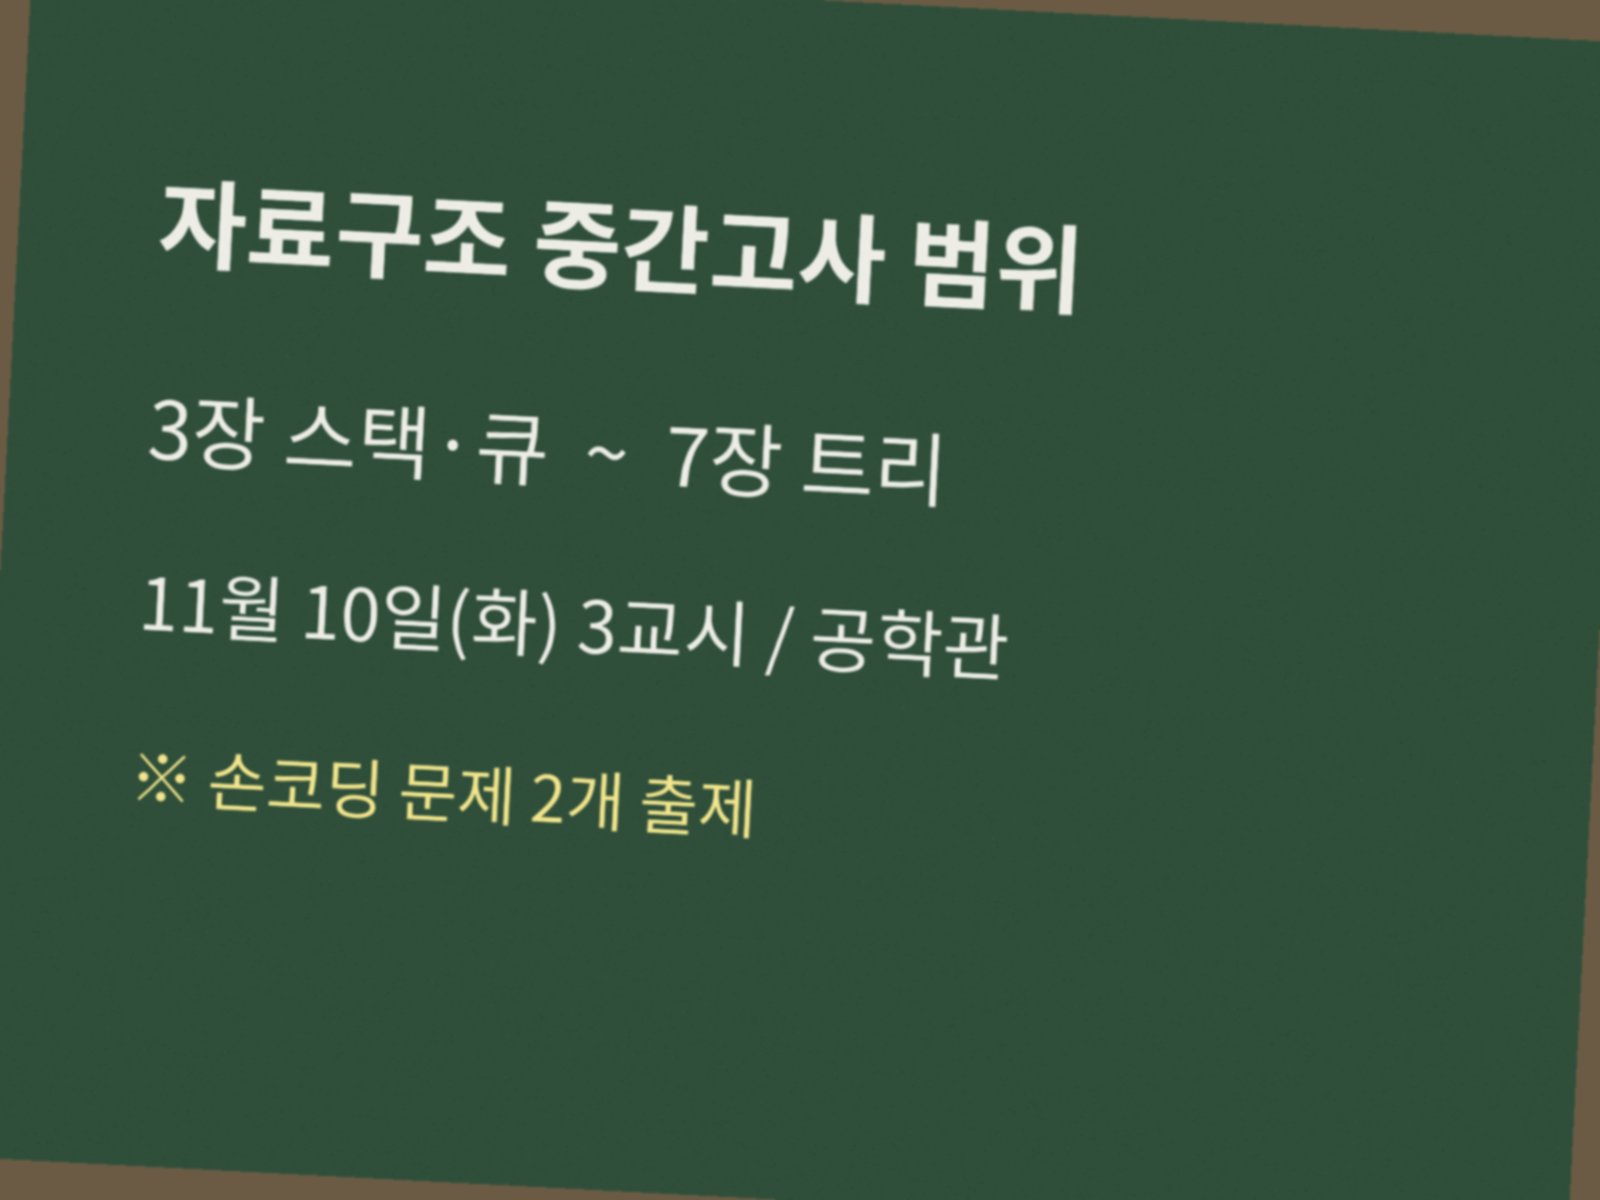 자료구조 중간고사 범위
3장 스택·큐 ~ 7장 트리
11월 10일(화) 3교시 / 공학관
※ 손코딩 문제 2개 출제